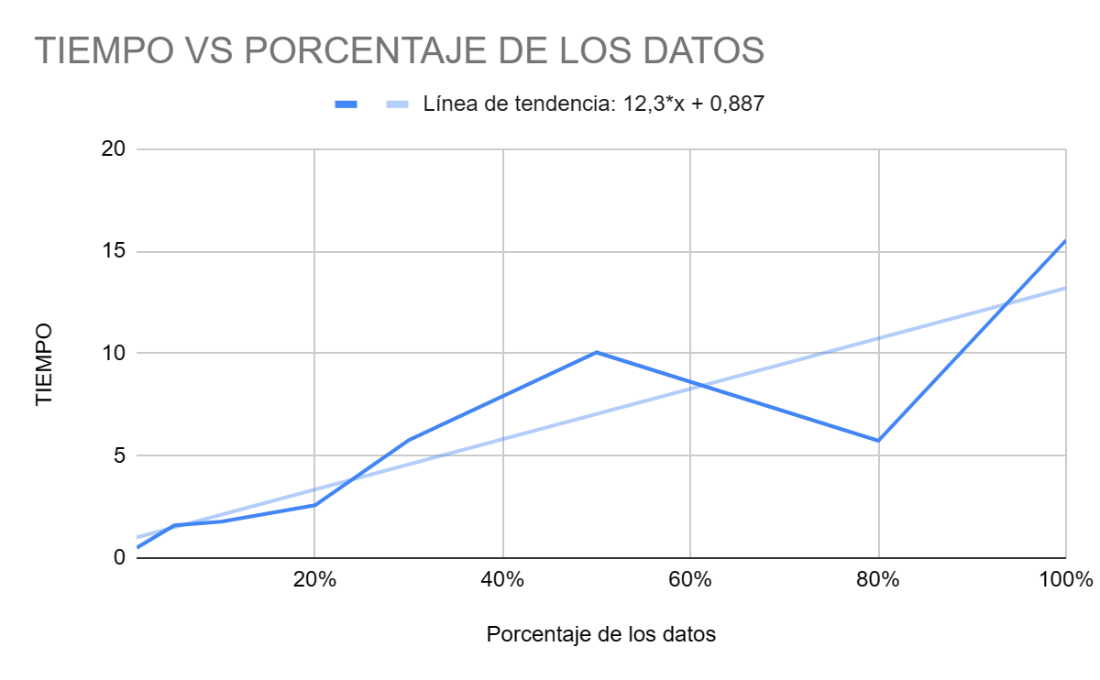 TIEMPO VS PORCENTAJE DE LOS DATOS
Línea de tendencia: 12,3*x + 0,887
20
15
10
5
0
TIEMPO
20%
40%
60%
80%
100%
Porcentaje de los datos